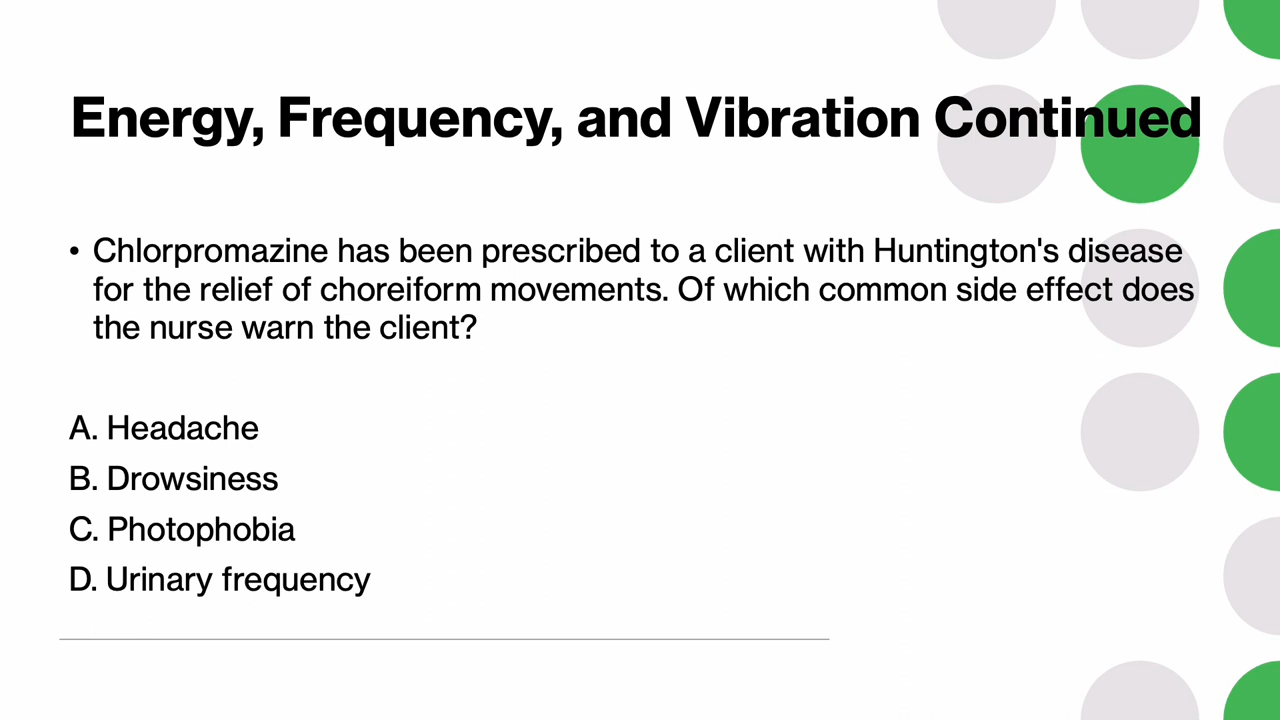 Energy, Frequency, and Vibration Continued
• Chlorpromazine has been prescribed to a client with Huntington's disease
for the relief of choreiform movements. Of which common side effect does
the nurse warn the client?
A. Headache
B. Drowsiness
C. Photophobia
D. Urinary frequency